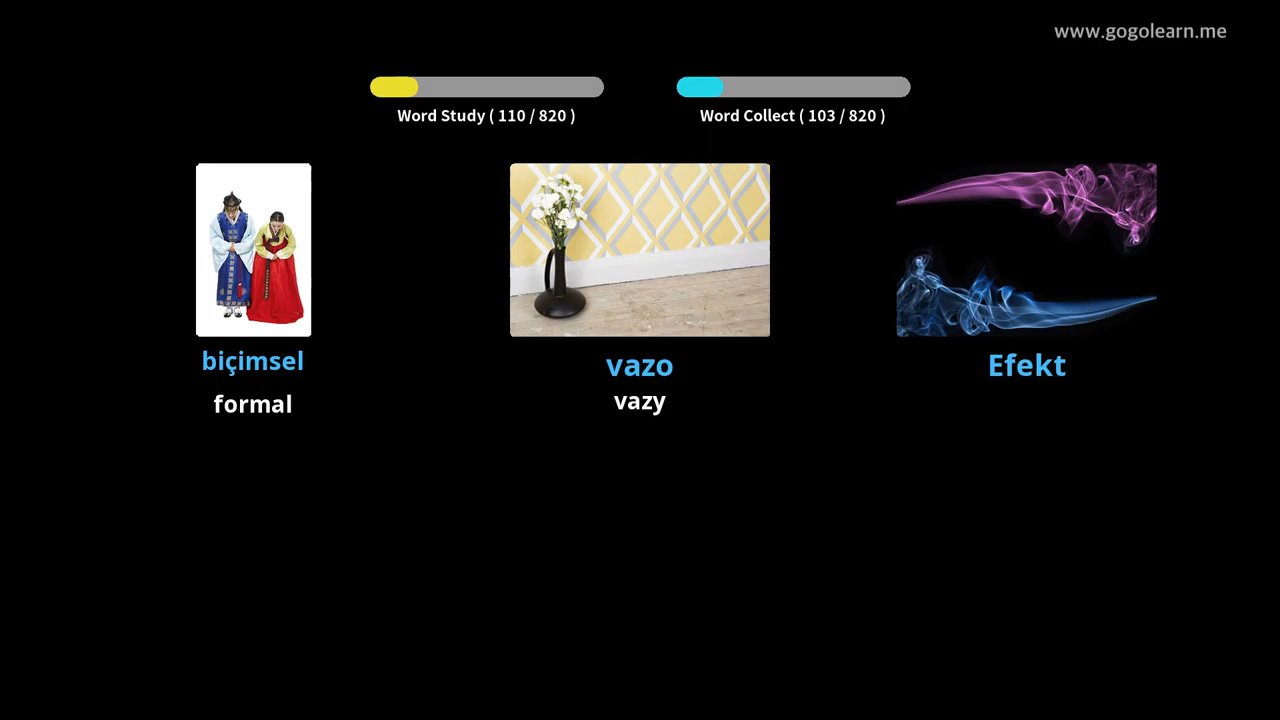 www.gogolearn.me
Word Study ( 110 / 820 )
Word Collect ( 103 / 820 )
biçimsel
formal
vazo
vazy
Efekt